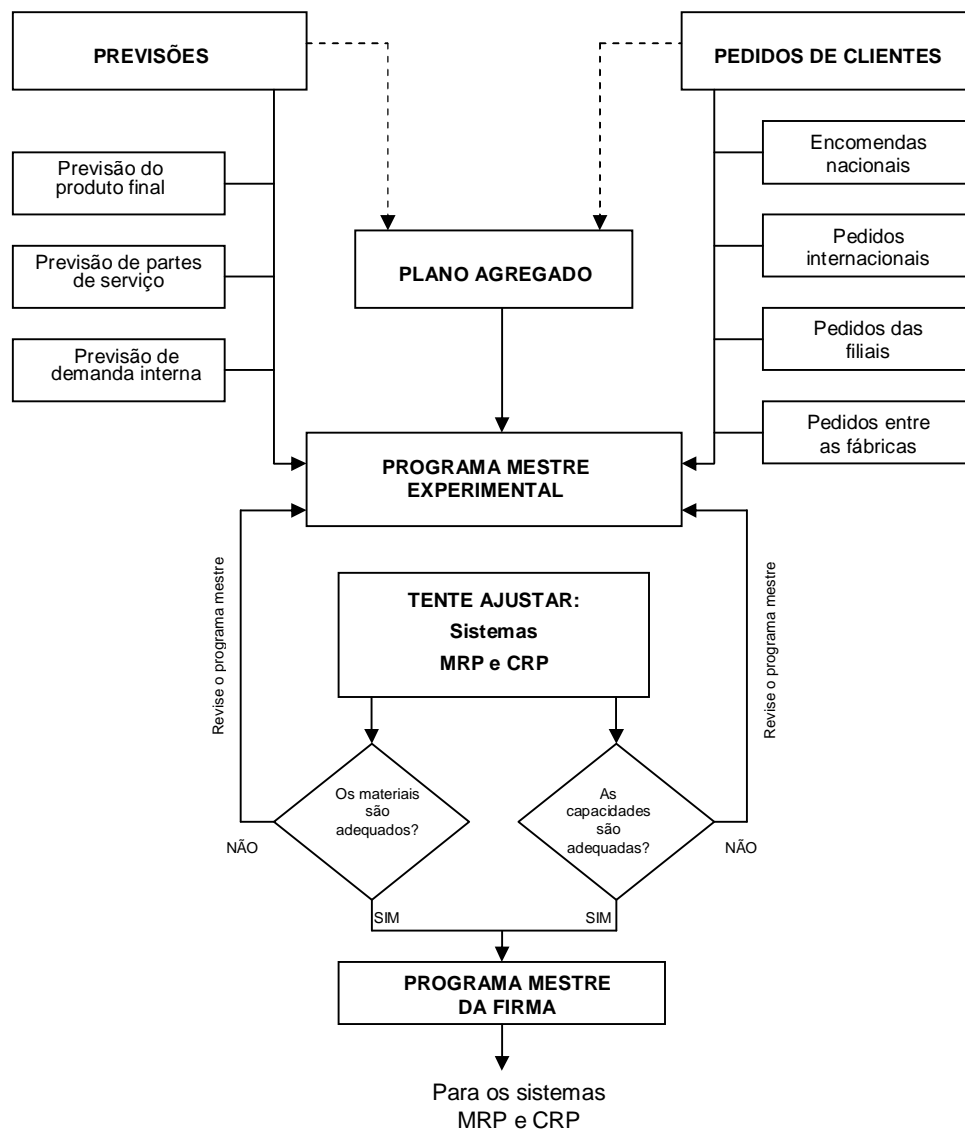 PREVISÕES
PEDIDOS DE CLIENTES
Previsão do
produto final
Previsão de partes
de serviço
Previsão de
demanda interna
Encomendas
nacionais
Pedidos
internacionais
Pedidos das
filiais
Pedidos entre
as fábricas
PLANO AGREGADO
PROGRAMA MESTRE
EXPERIMENTAL
Revise o programa mestre
Revise o programa mestre
TENTE AJUSTAR:
Sistemas
MRP e CRP
Os materiais
são
adequados?
As
capacidades
são
adequadas?
NÃO
NÃO
SIM
SIM
PROGRAMA MESTRE
DA FIRMA
Para os sistemas
MRP e CRP